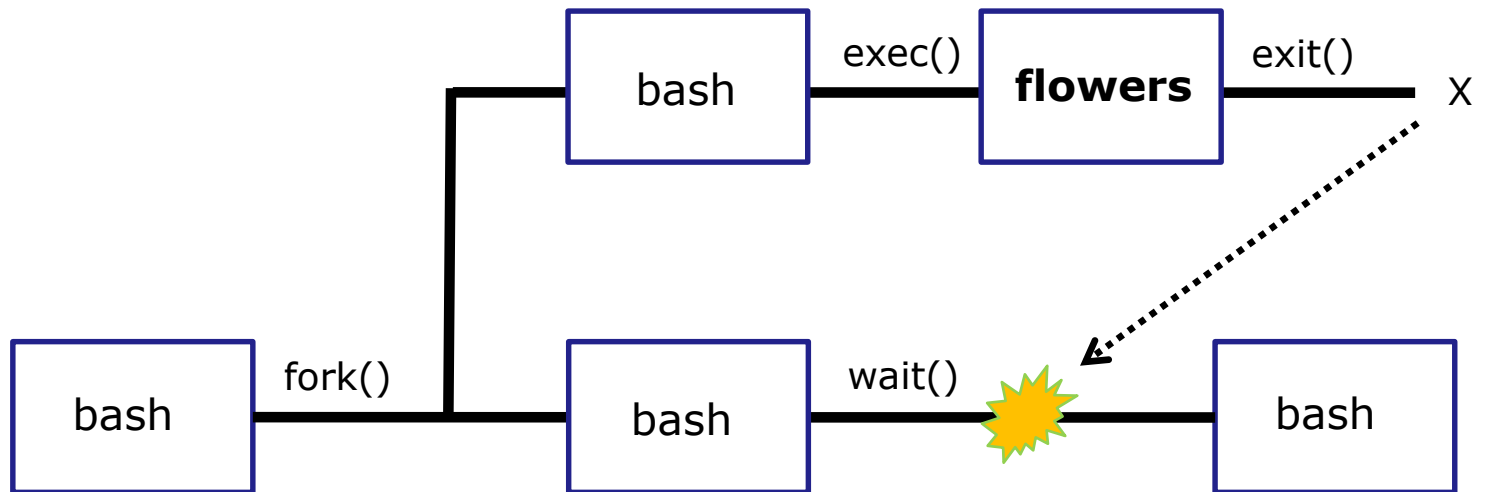 bash
exec()
flowers
exit()
X
bash
fork()
bash
wait()
bash